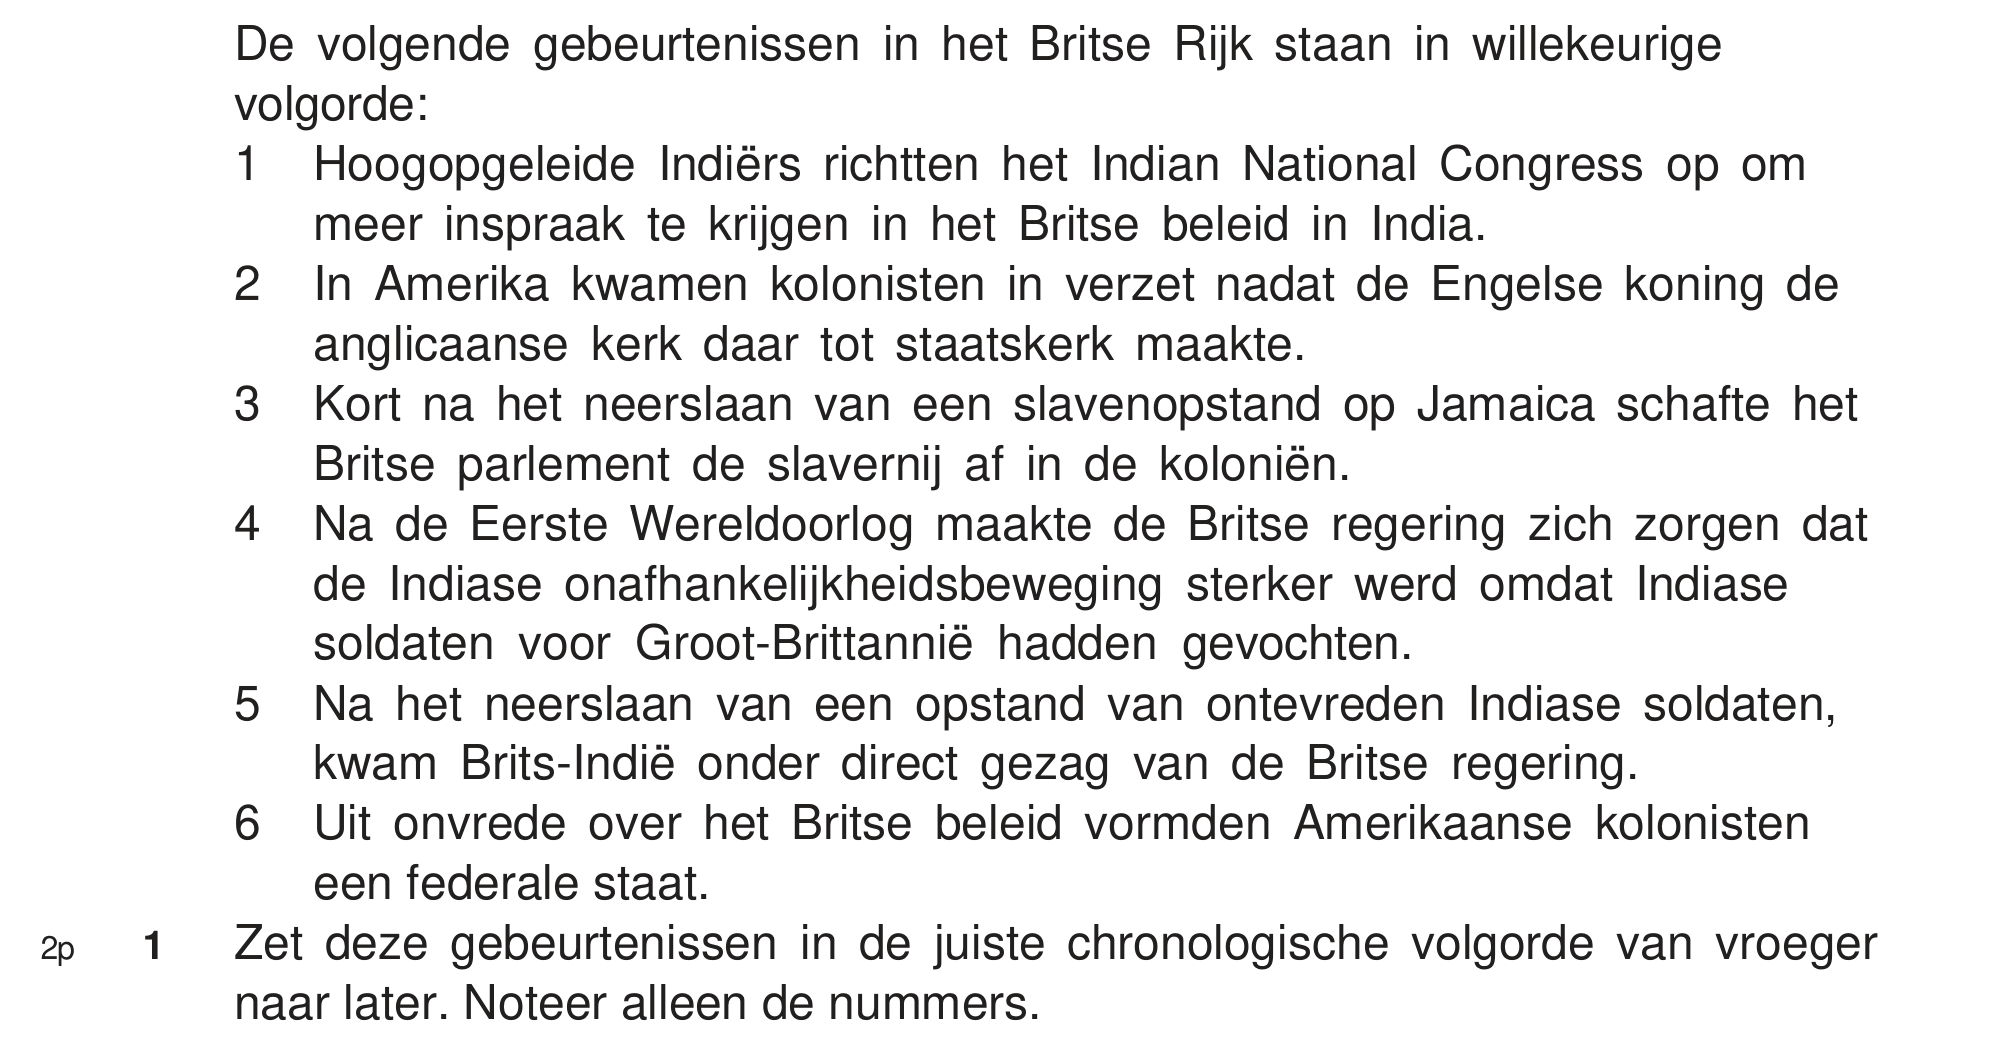 De volgende gebeurtenissen in het Britse Rijk staan in willekeurige
volgorde:
1 Hoogopgeleide Indiërs richtten het Indian National Congress op om
meer inspraak te krijgen in het Britse beleid in India.
2 In Amerika kwamen kolonisten in verzet nadat de Engelse koning de
anglicaanse kerk daar tot staatskerk maakte.
3 Kort na het neerslaan van een slavenopstand op Jamaica schafte het
Britse parlement de slavernij af in de koloniën.
4 Na de Eerste Wereldoorlog maakte de Britse regering zich zorgen dat
de Indiase onafhankelijkheidsbeweging sterker werd omdat Indiase
soldaten voor Groot-Brittannië hadden gevochten.
5 Na het neerslaan van een opstand van ontevreden Indiase soldaten,
kwam Brits-Indië onder direct gezag van de Britse regering.
6 Uit onvrede over het Britse beleid vormden Amerikaanse kolonisten
een federale staat.
2p 1 Zet deze gebeurtenissen in de juiste chronologische volgorde van vroeger
naar later. Noteer alleen de nummers.